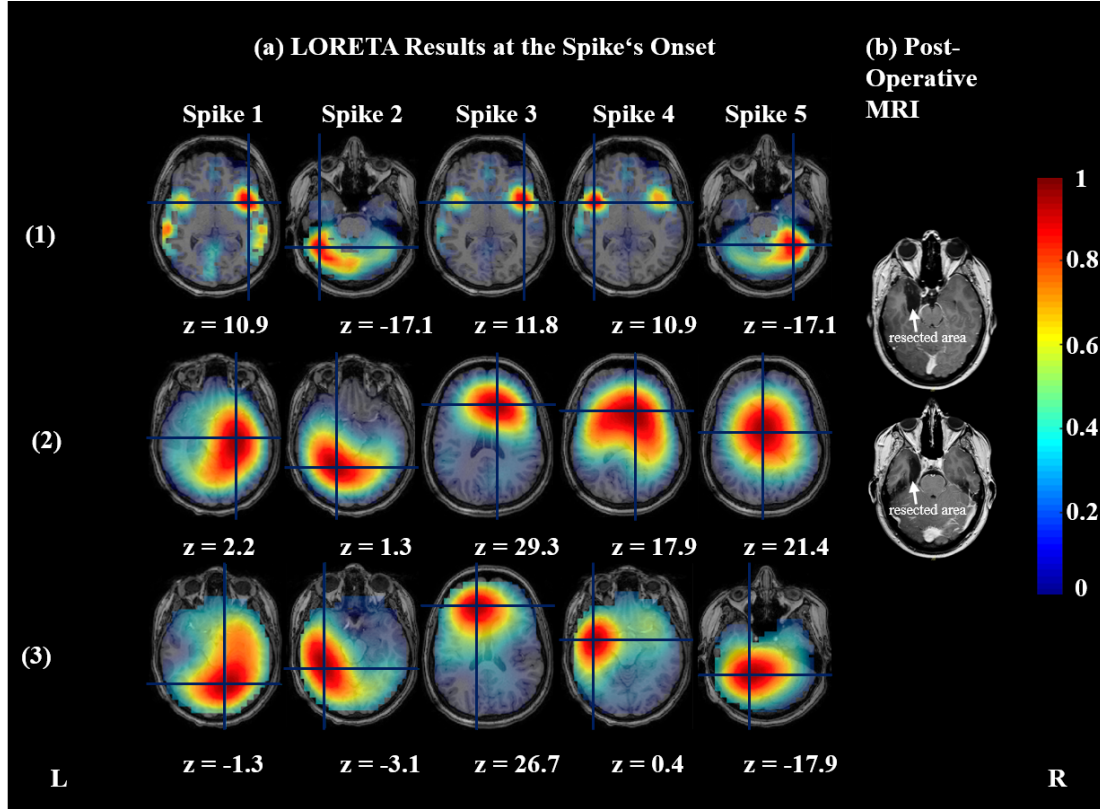 (a) LORETA Results at the Spike‘s Onset
(b) Post-
Operative
MRI
Spike 1 Spike 2 Spike 3 Spike 4 Spike 5
(1)
z = 10.9 z = -17.1 z = 11.8 z = 10.9 z = -17.1
(2)
z = 2.2 z = 1.3 z = 29.3 z = 17.9 z = 21.4
(3)
z = -1.3 z = -3.1 z = 26.7 z = 0.4 z = -17.9
L
R
resected area
resected area
1
0.8
0.6
0.4
0.2
0